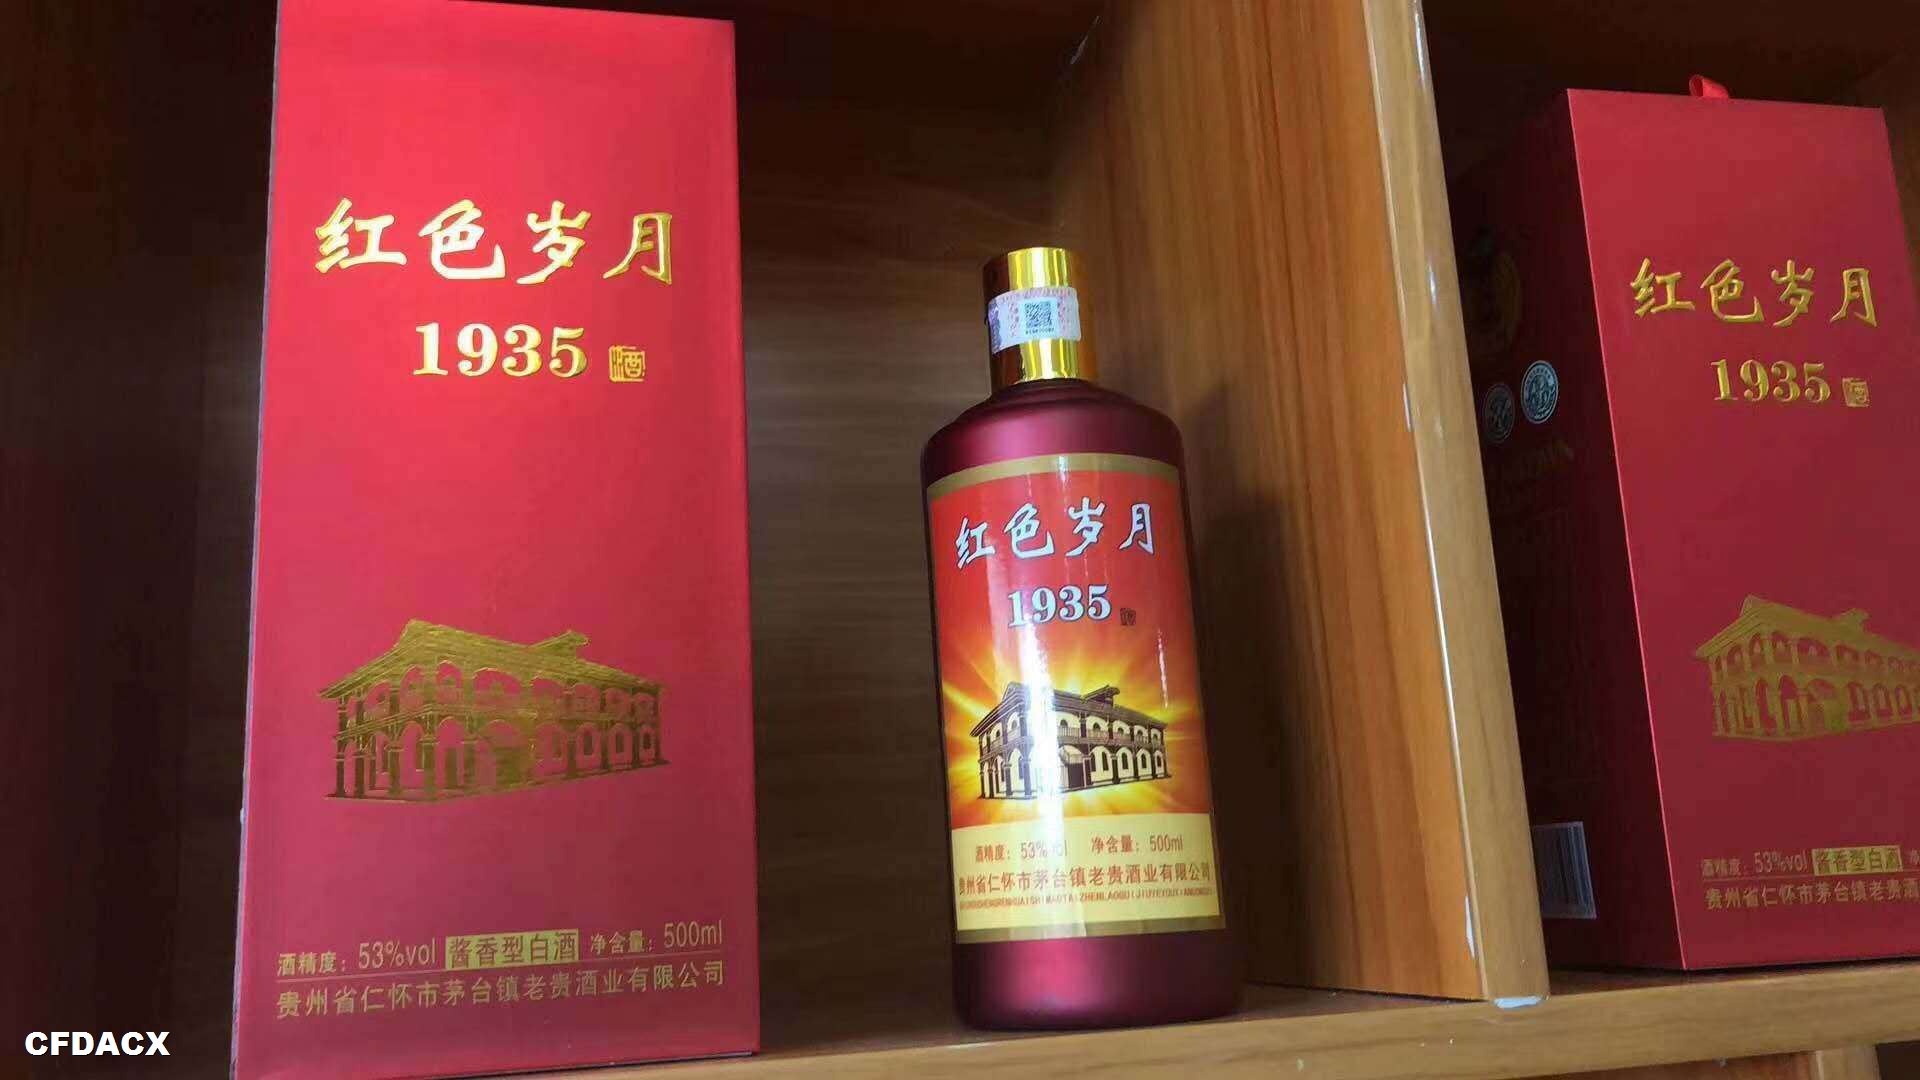 红色岁月
1935 酒
酒精度：53%vol 酱香型白酒 净含量：500ml
贵州省仁怀市茅台镇老贵酒业有限公司
红色岁月
1935
酒精度：53%vol 净含量：500ml
贵州省仁怀市茅台镇老贵酒业有限公司
红色岁月
1935 酒
酒精度：53%vol 酱香型白酒 净
贵州省仁怀市茅台镇老贵酒
CFDACX